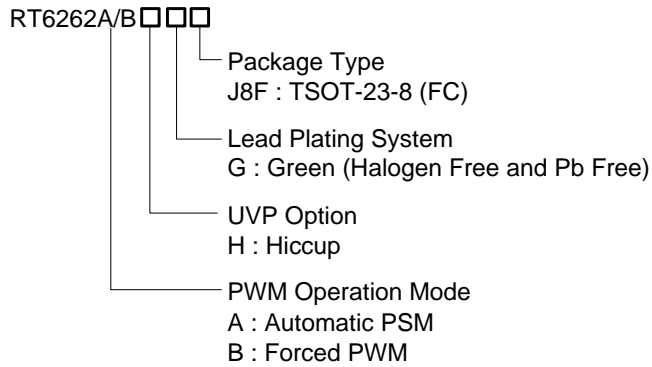 RT6262A/B□□□
Package Type
J8F : TSOT-23-8 (FC)
Lead Plating System
G : Green (Halogen Free and Pb Free)
UVP Option
H : Hiccup
PWM Operation Mode
A : Automatic PSM
B : Forced PWM